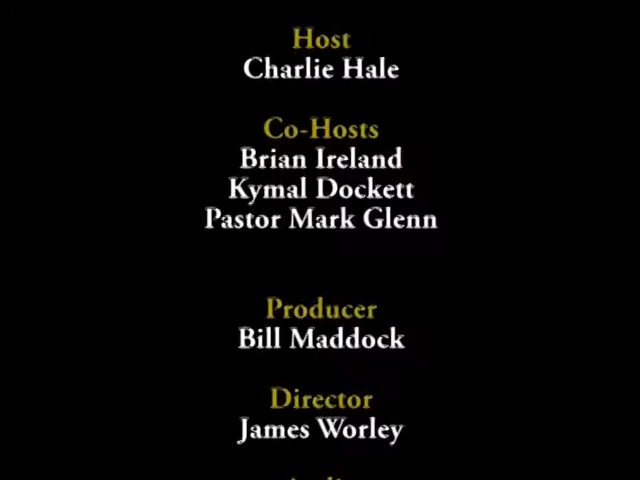 Host
Charlie Hale
Co-Hosts
Brian Ireland
Kymal Dockett
Pastor Mark Glenn
Producer
Bill Maddock
Director
James Worley